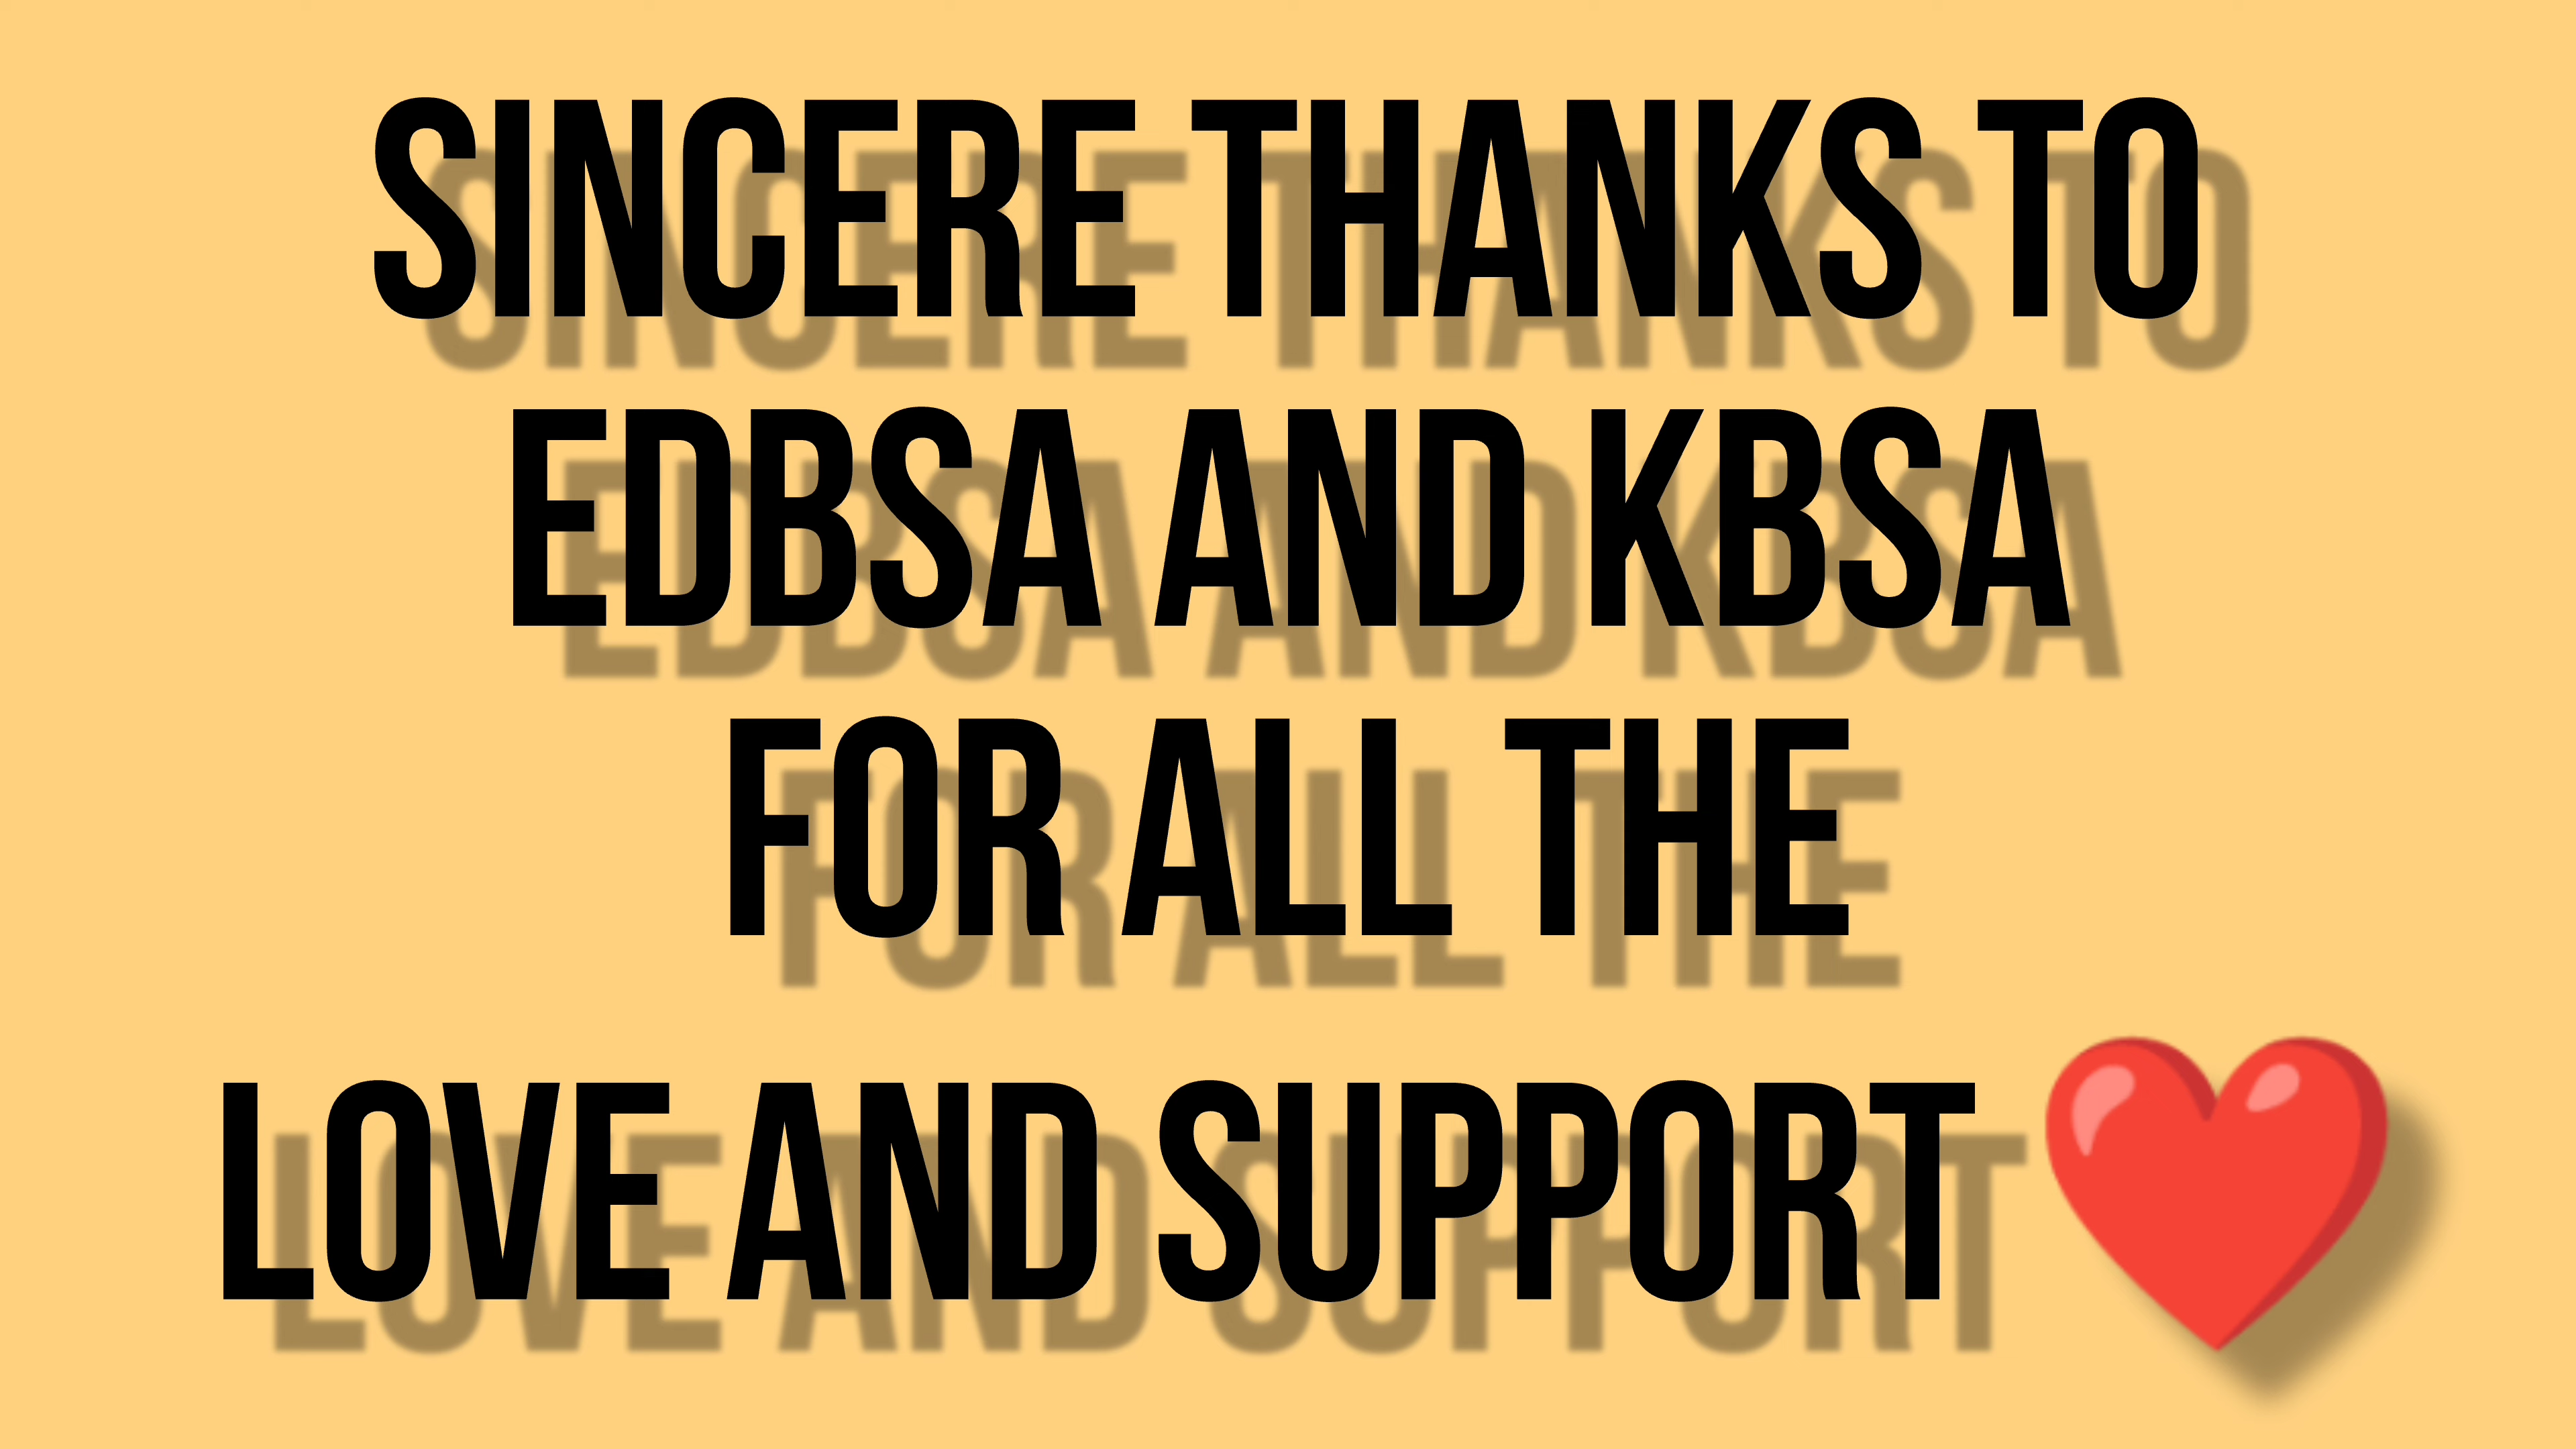 SINCERE THANKS TO
EDBSA AND KBSA
FOR ALL THE
LOVE AND SUPPORT ❤️